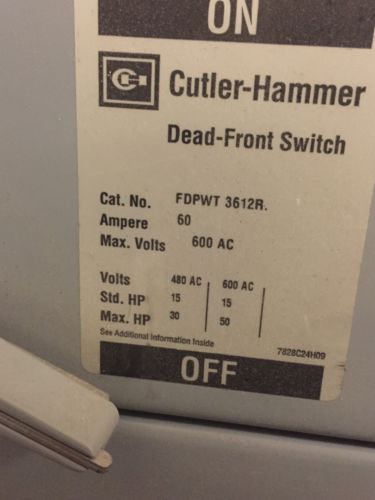 ON
Cutler-Hammer
Dead-Front Switch
Cat. No. FDPWT 3612R.
Ampere 60
Max. Volts 600 AC
Volts 480 AC 600 AC
Std. HP 15 15
Max. HP 30 50
See Additional Information Inside
7828C24H09
OFF